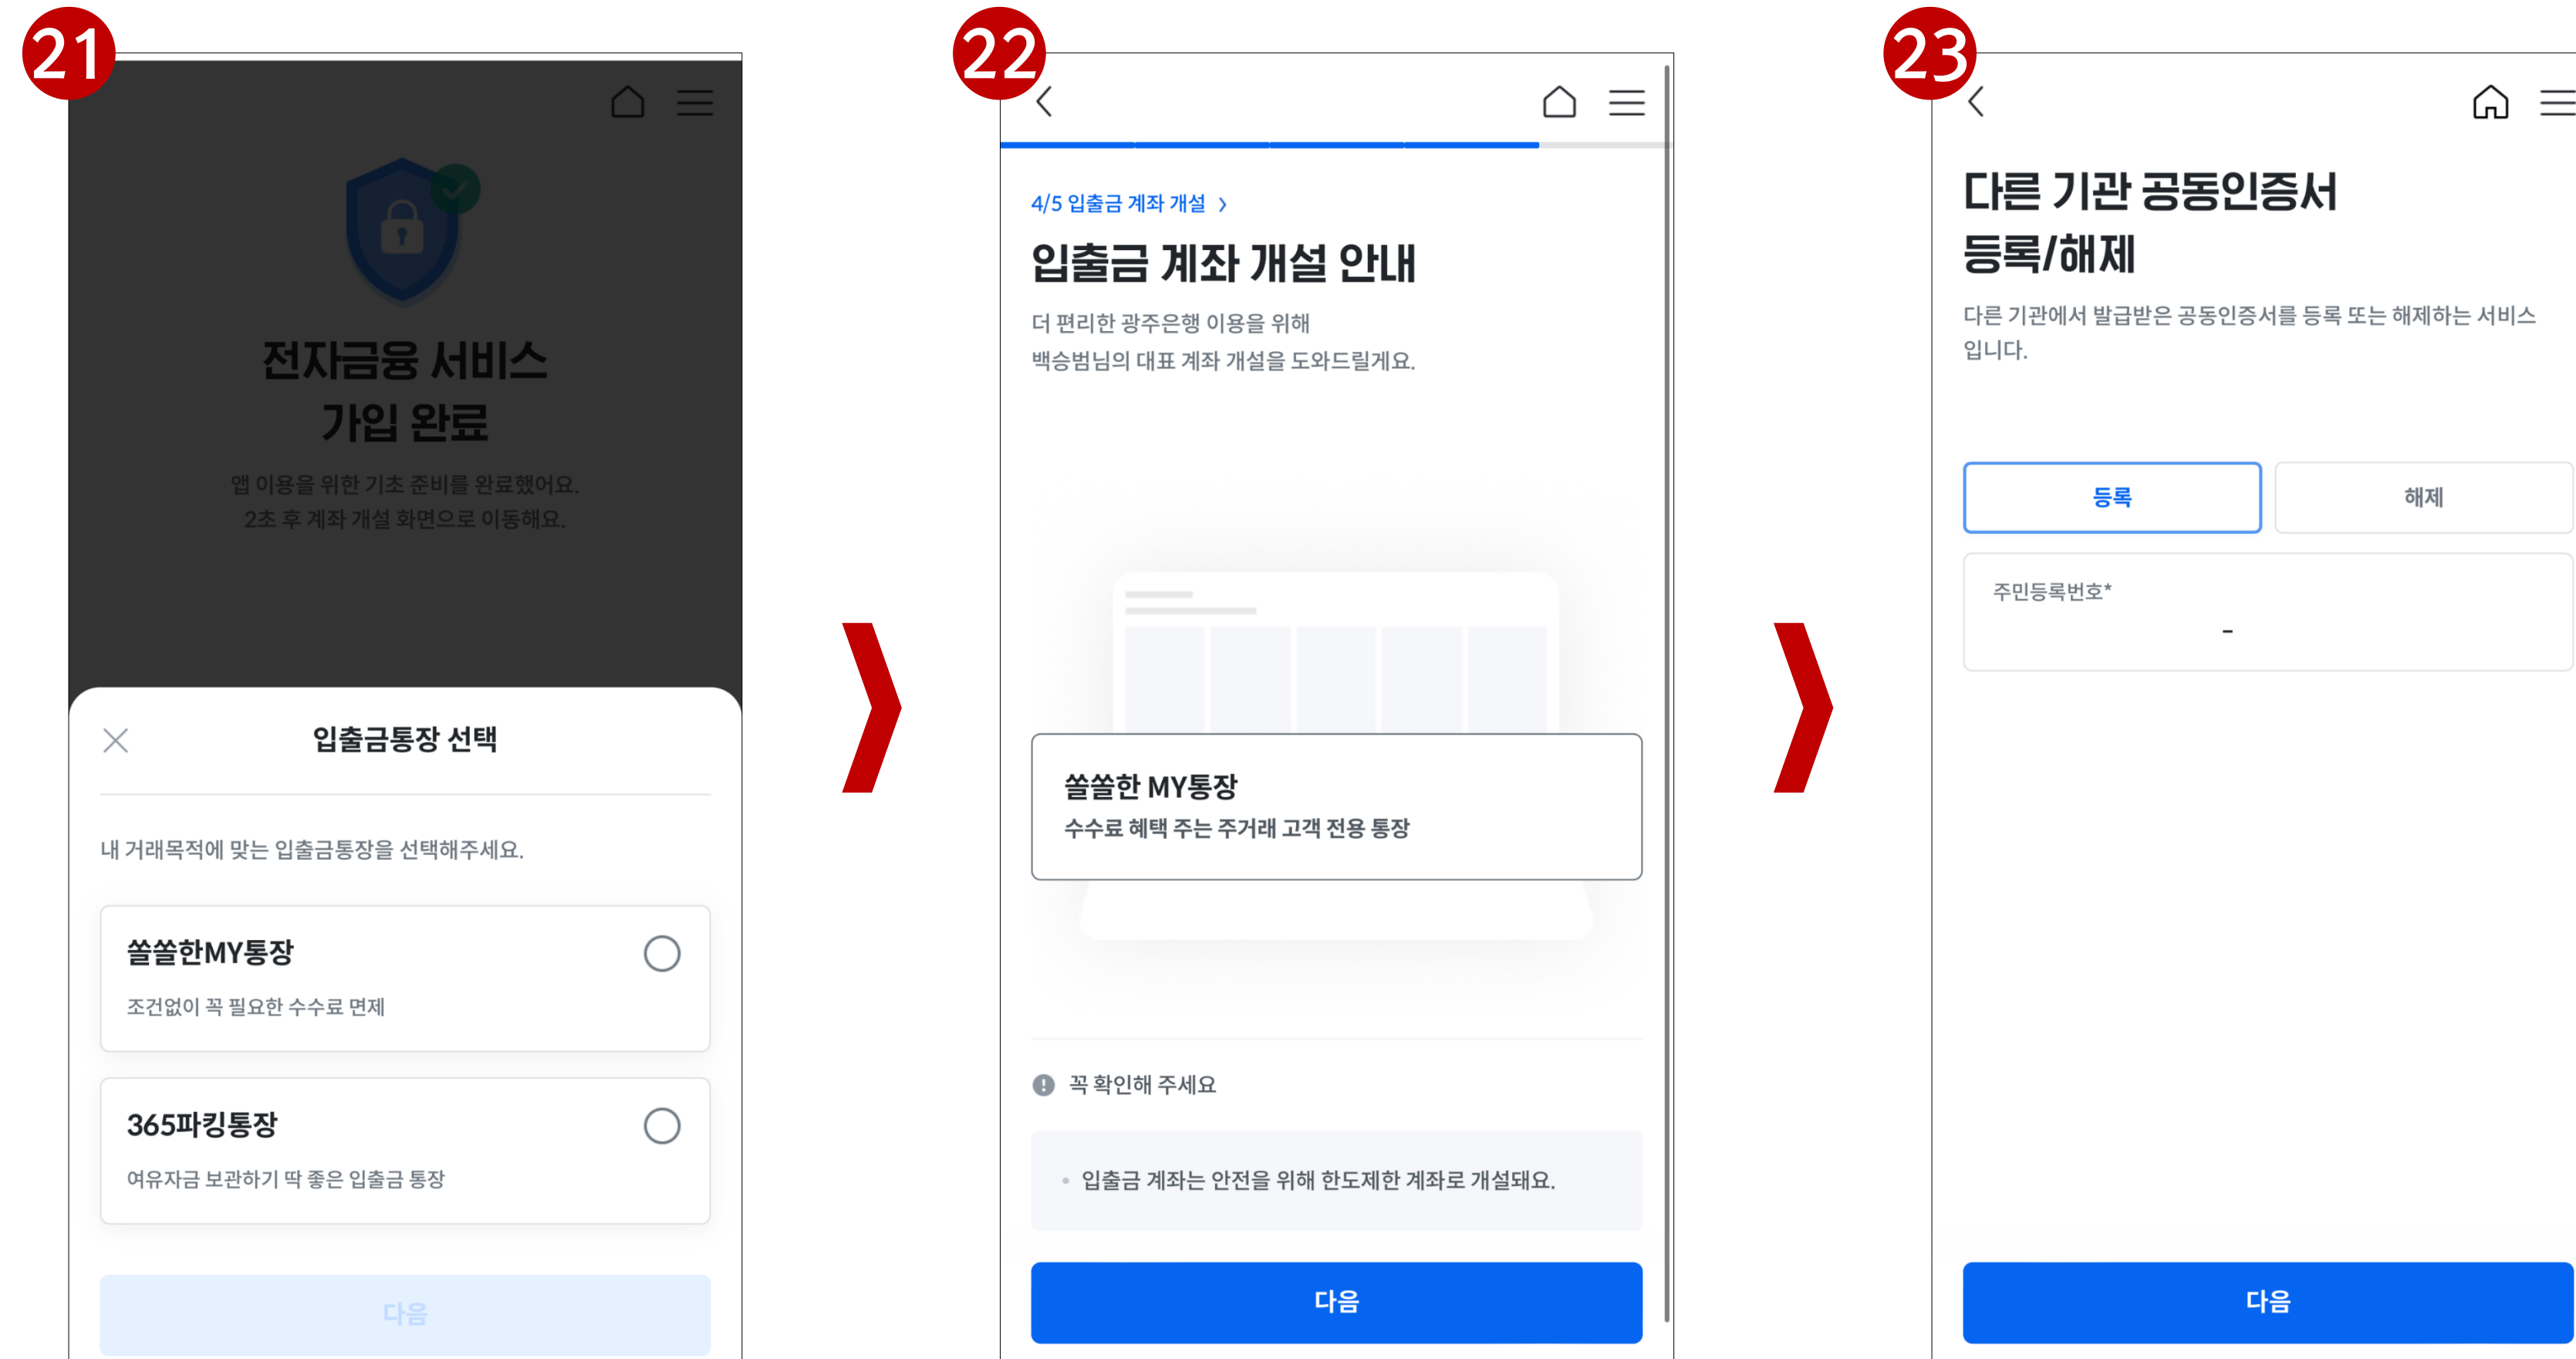 21
전자금융 서비스
가입 완료
앱 이용을 위한 기초 준비를 완료했어요.
2초 후 계좌 개설 화면으로 이동해요.
입출금통장 선택
내 거래목적에 맞는 입출금통장을 선택해주세요.
쏠쏠한MY통장
조건없이 꼭 필요한 수수료 면제
365파킹통장
여유자금 보관하기 딱 좋은 입출금 통장
다음
22
4/5 입출금 계좌 개설 >
입출금 계좌 개설 안내
더 편리한 광주은행 이용을 위해
백승범님의 대표 계좌 개설을 도와드릴게요.
쏠쏠한 MY통장
수수료 혜택 주는 주거래 고객 전용 통장
꼭 확인해 주세요
• 입출금 계좌는 안전을 위해 한도제한 계좌로 개설돼요.
다음
23
다른 기관 공동인증서
등록/해제
다른 기관에서 발급받은 공동인증서를 등록 또는 해제하는 서비스
입니다.
등록
해제
주민등록번호*
-
다음